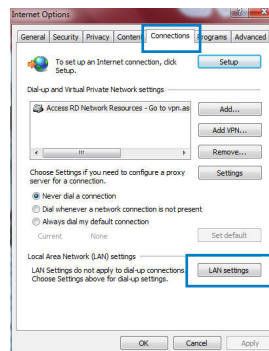 Internet Options
General Security Privacy Content Connections Programs Advanced
To set up an Internet connection, click Setup.
Setup
Dial-up and Virtual Private Network settings
Access RD Network Resources - Go to vpn.as
Add...
Add VPN...
Remove...
Choose Settings if you need to configure a proxy server for a connection.
Settings
Never dial a connection
Dial whenever a network connection is not present
Always dial my default connection
Current None
Set default
Local Area Network (LAN) settings
LAN Settings do not apply to dial-up connections.
Choose Settings above for dial-up settings.
LAN settings
OK Cancel Apply